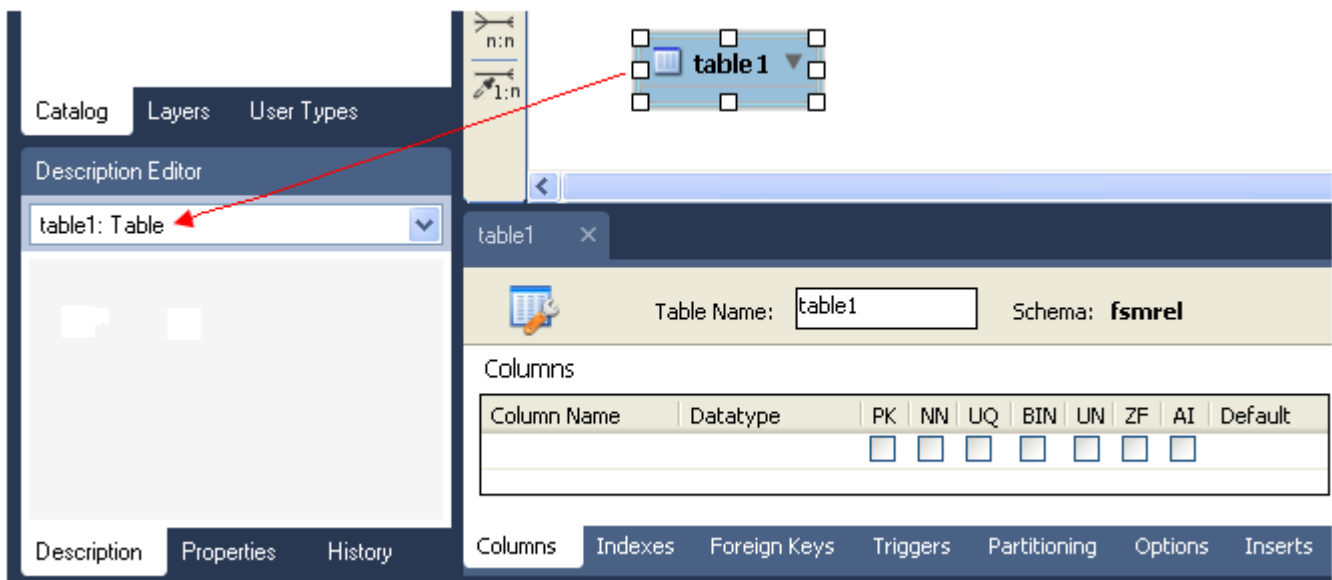 n:n
1:n
table1
Catalog Layers User Types
Description Editor
table1: Table
table1
Table Name: table1 Schema: fsmrel
Columns
Column Name Datatype PK NN UQ BIN UN ZF AI Default
Description Properties History
Columns Indexes Foreign Keys Triggers Partitioning Options Inserts